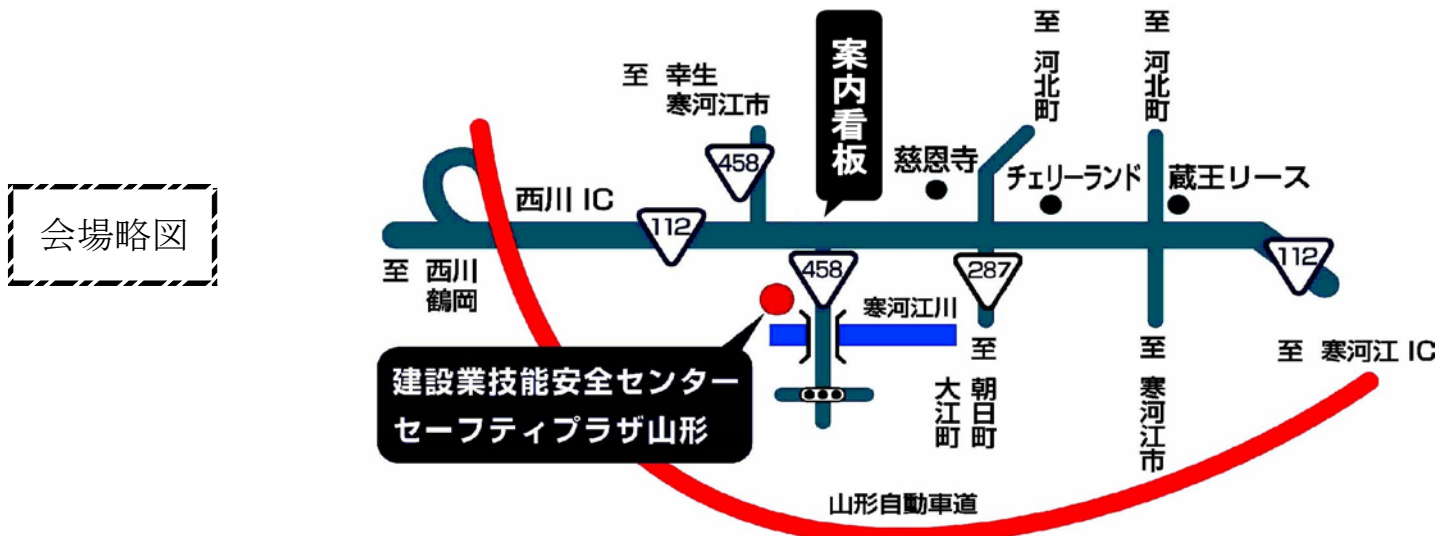 会場略図
至 幸生
寒河江市
458
案内看板
至 河北町
至 河北町
慈恩寺
チェリーランド
蔵王リース
西川 IC
112
至 西川
鶴岡
458
287
112
寒河江川
建設業技能安全センター
セーフティプラザ山形
至 朝日町
大江町
至 寒河江市
至 寒河江 IC
山形自動車道